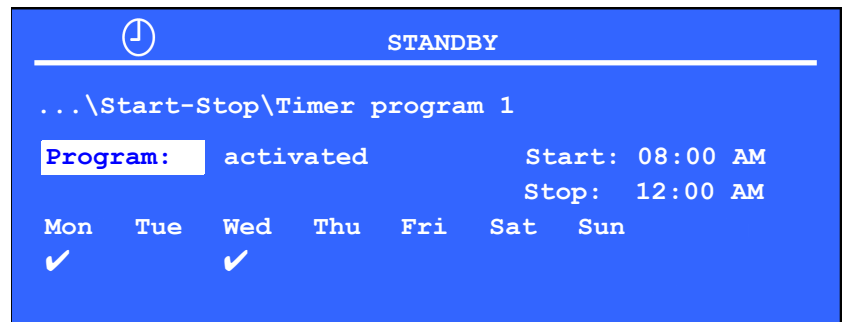 STANDBY
...\Start-Stop\Timer program 1
Program: activated Start: 08:00 AM
Stop: 12:00 AM
Mon Tue Wed Thu Fri Sat Sun
✔ ✔